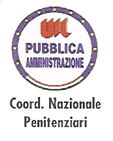 UIL
PUBBLICA
AMMINISTRAZIONE
Coord. Nazionale
Penitenziari